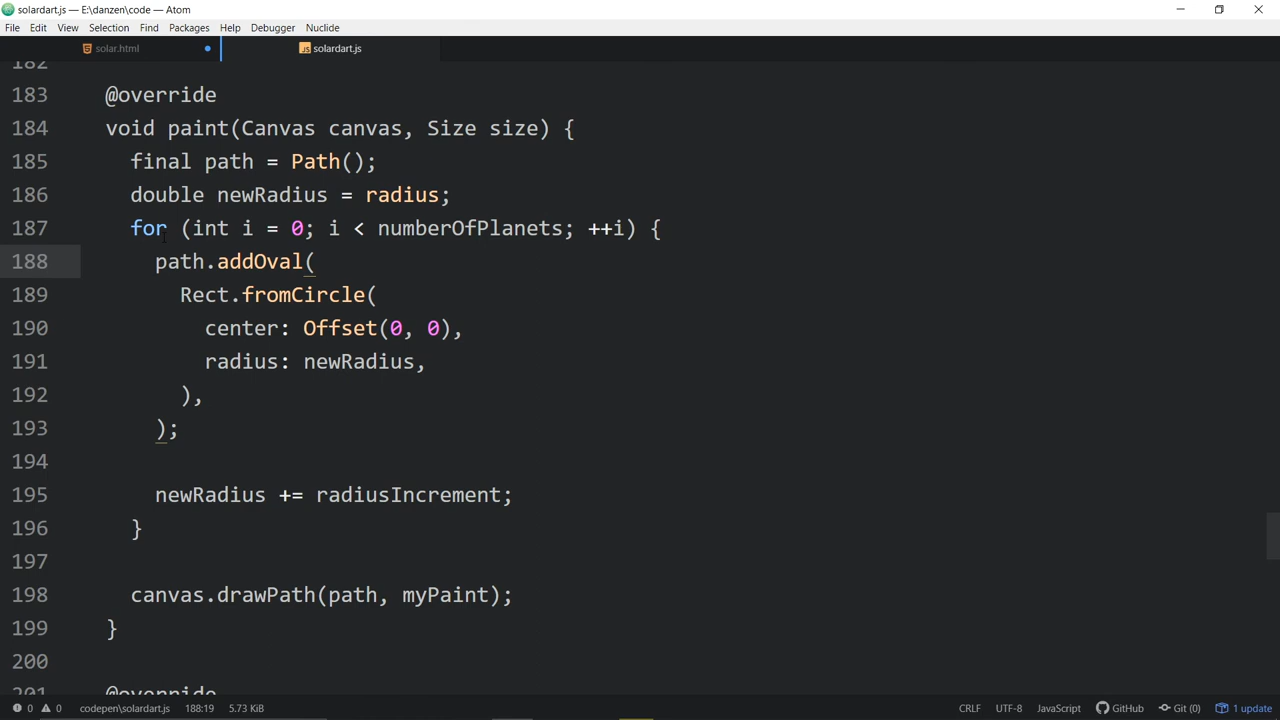 solardart.js — E:\danzen\code — Atom
File Edit View Selection Find Packages Help Debugger Nuclide
solar.html
JS solardart.js
182
183 @override
184 void paint(Canvas canvas, Size size) {
185 final path = Path();
186 double newRadius = radius;
187 for (int i = 0; i < numberOfPlanets; ++i) {
188 path.addOval(
189 Rect.fromCircle(
190 center: Offset(0, 0),
191 radius: newRadius,
192 ),
193 );
194
195 newRadius += radiusIncrement;
196 }
197
198 canvas.drawPath(path, myPaint);
199 }
200
201 @override
0 0 codepen\solardart.js 188:19 5.73 KiB CRLF UTF-8 JavaScript GitHub Git (0) 1 update